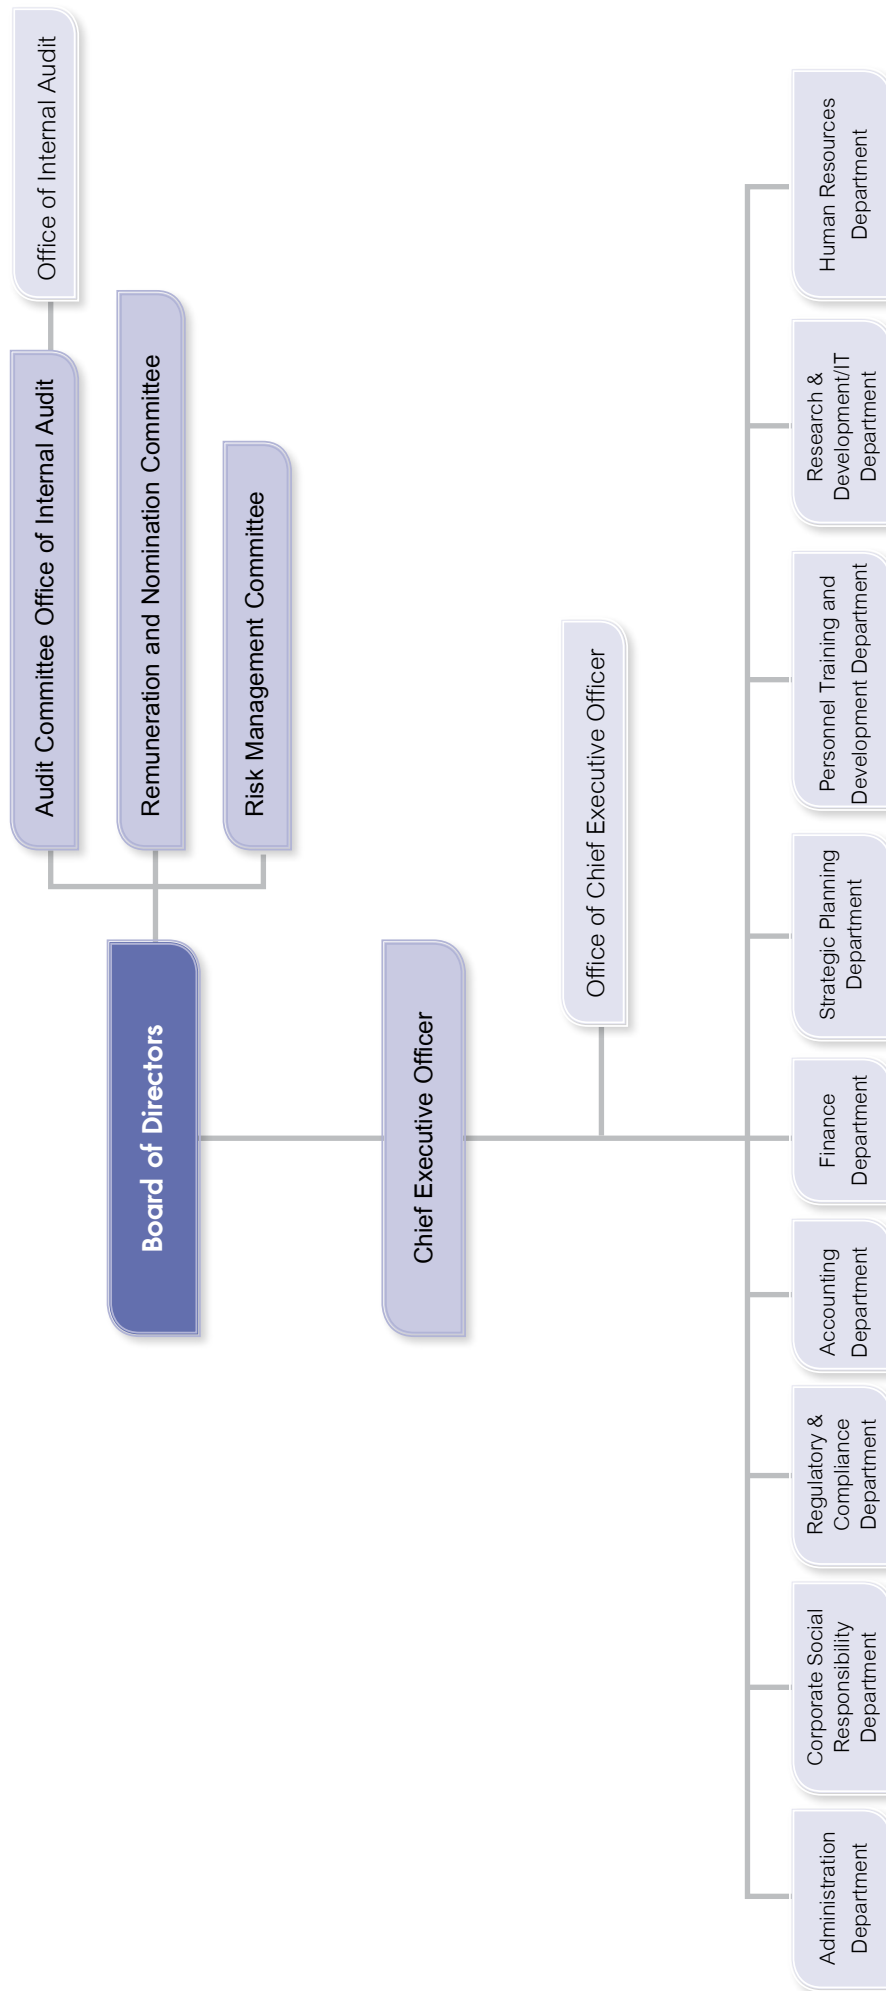 Office of Internal Audit
Audit Committee Office of Internal Audit
Remuneration and Nomination Committee
Risk Management Committee
Board of Directors
Chief Executive Officer
Office of Chief Executive Officer
Administration
Department
Corporate Social
Responsibility
Department
Regulatory &
Compliance
Department
Accounting
Department
Finance
Department
Strategic Planning
Department
Personnel Training and
Development Department
Research &
Development/IT
Department
Human Resources
Department